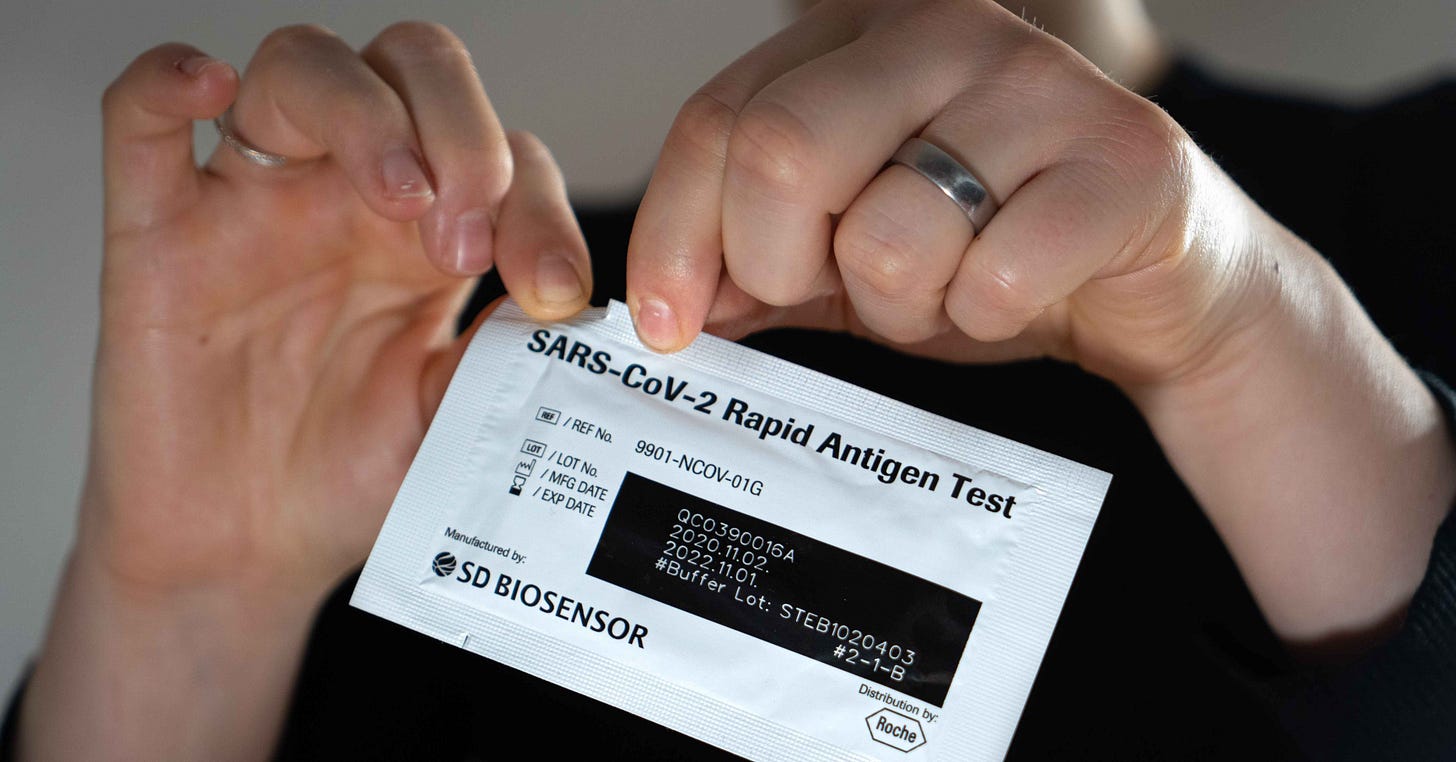 SARS-CoV-2 Rapid Antigen Test
REF / REF No. 9901-NCOV-01G
LOT / LOT No. QCO390016A
/ MFG DATE 2020.11.02.
/ EXP DATE 2022.11.01.
#Buffer Lot: STEB1020403
#2-1-B
Manufactured by:
SD BIOSENSOR
Distribution by:
Roche